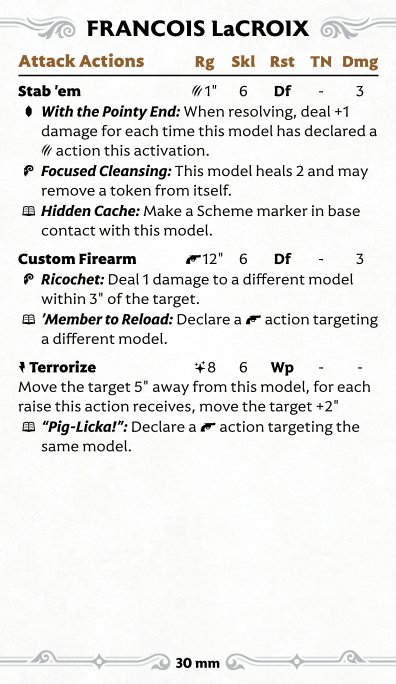 FRANCOIS LaCROIX
Attack Actions Rg Skl Rst TN Dmg
Stab 'em 1" 6 Df - 3
With the Pointy End: When resolving, deal +1
damage for each time this model has declared a
action this activation.
Focused Cleansing: This model heals 2 and may
remove a token from itself.
Hidden Cache: Make a Scheme marker in base
contact with this model.
Custom Firearm 12" 6 Df - 3
Ricochet: Deal 1 damage to a different model
within 3" of the target.
'Member to Reload: Declare a action targeting
a different model.
Terrorize 8 6 Wp - -
Move the target 5" away from this model, for each
raise this action receives, move the target +2"
"Pig-Licka!": Declare a action targeting the
same model.
30 mm